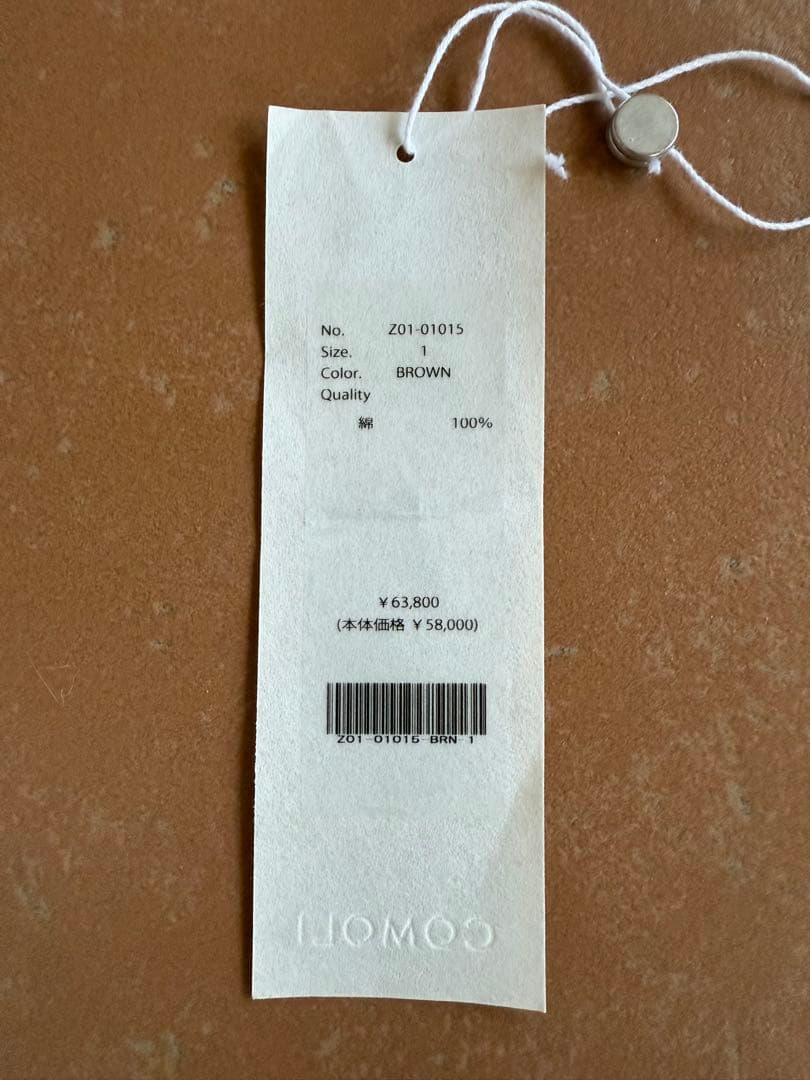 No. Z01-01015
Size. 1
Color. BROWN
Quality
綿 100%
￥63,800
(本体価格 ￥58,000)
Z01-01015-BRN-1
COMOLI